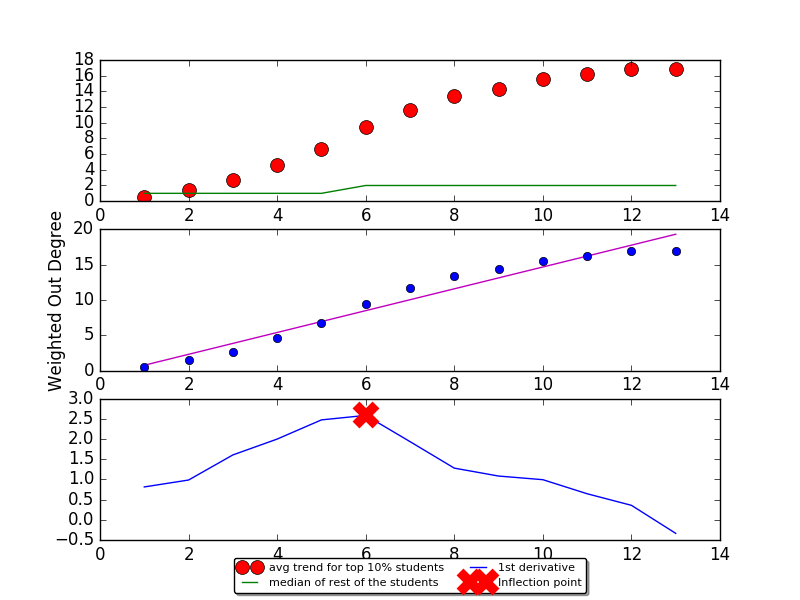 18
16
14
12
10
8
6
4
2
0
0 2 4 6 8 10 12 14
Weighted Out Degree
20
15
10
5
0
0 2 4 6 8 10 12 14
3.0
2.5
2.0
1.5
1.0
0.5
0.0
−0.5
0 2 4 6 8 10 12 14
avg trend for top 10% students
median of rest of the students
1st derivative
Inflection point